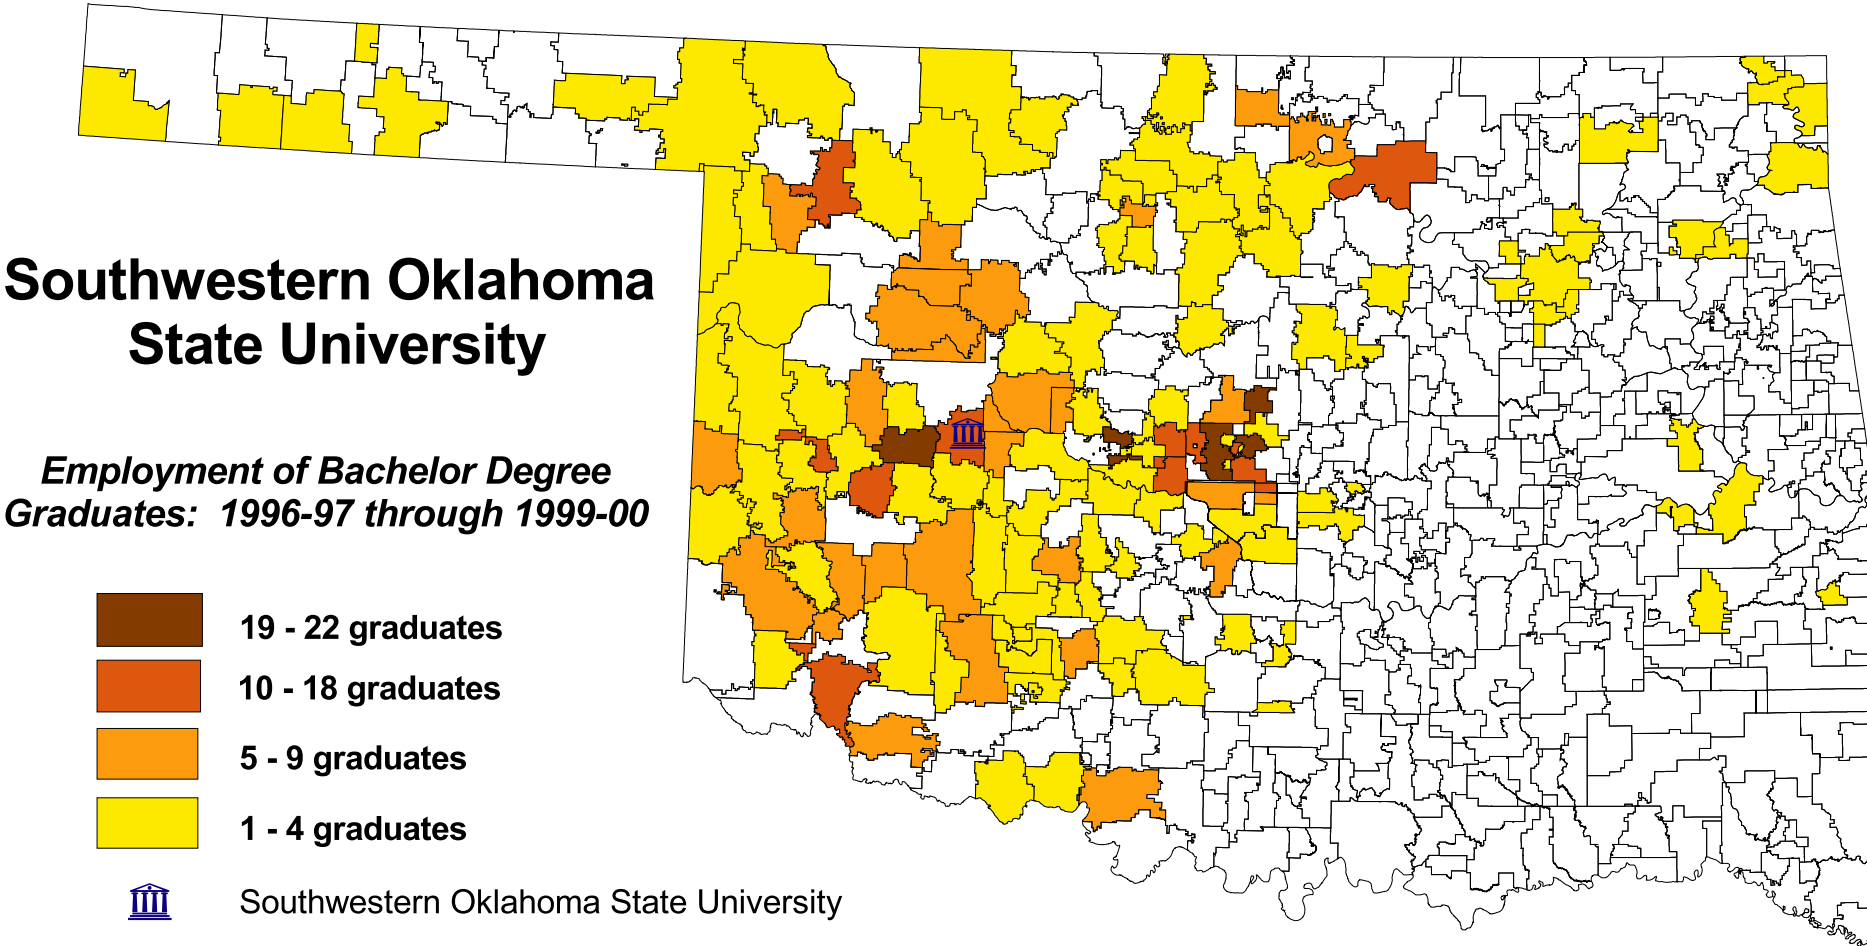 Southwestern Oklahoma
State University
Employment of Bachelor Degree
Graduates: 1996-97 through 1999-00
19 - 22 graduates
10 - 18 graduates
5 - 9 graduates
1 - 4 graduates
Southwestern Oklahoma State University